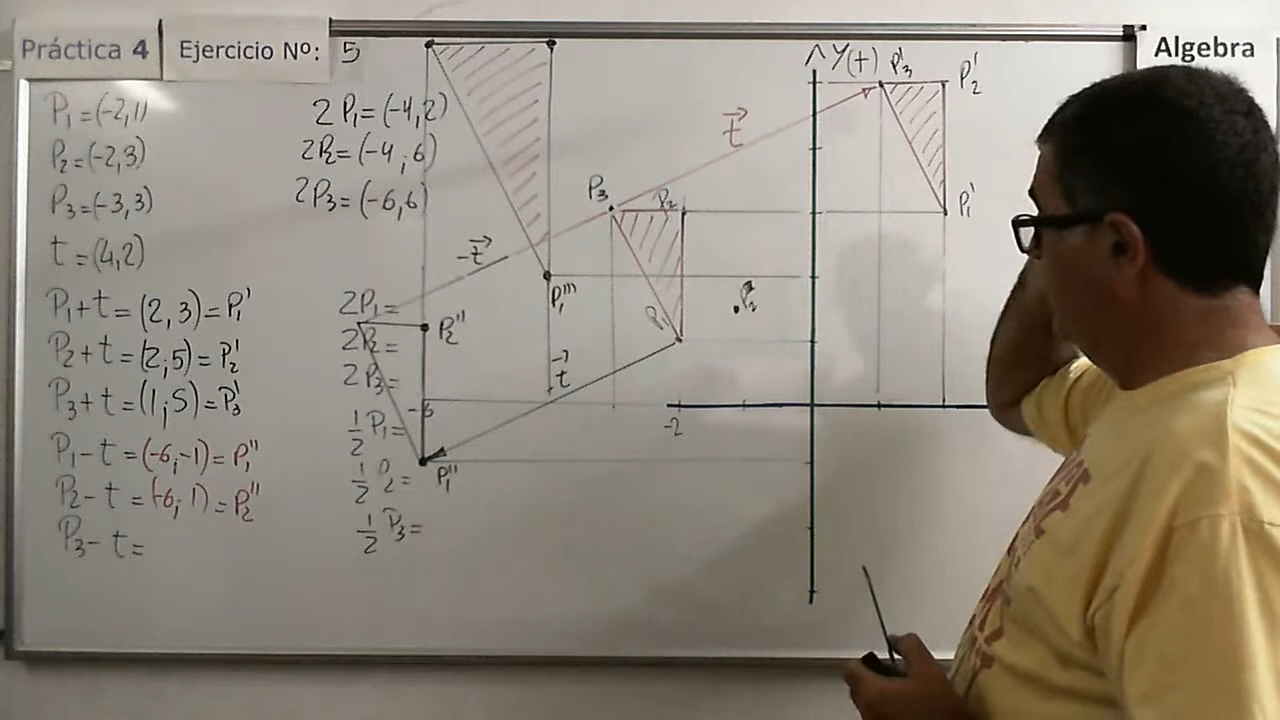 Práctica 4
Ejercicio Nº: 5
Algebra
P₁ = (-2,1)
P₂ = (-2,3)
P₃ = (-3,3)
t = (4,2)
P₁ + t = (2,3) = P₁'
P₂ + t = (2;5) = P₂'
P₃ + t = (1;5) = P₃'
P₁ - t = (-6,-1) = P₁''
P₂ - t = (-6; 1) = P₂''
P₃ - t =
2P₁ = (-4,2)
2P₂ = (-4,6)
2P₃ = (-6,6)
2P₁ =
2P₂ =
2P₃ =
½ P₁ =
½ P₂ =
½ P₃ =
-t⃗
P₂''
-6
P₁''
P₁'''
t⃗
P₃
P₂
P₁
t⃗
-2
P₂
Y(t)
P₃'
P₂'
P₁'